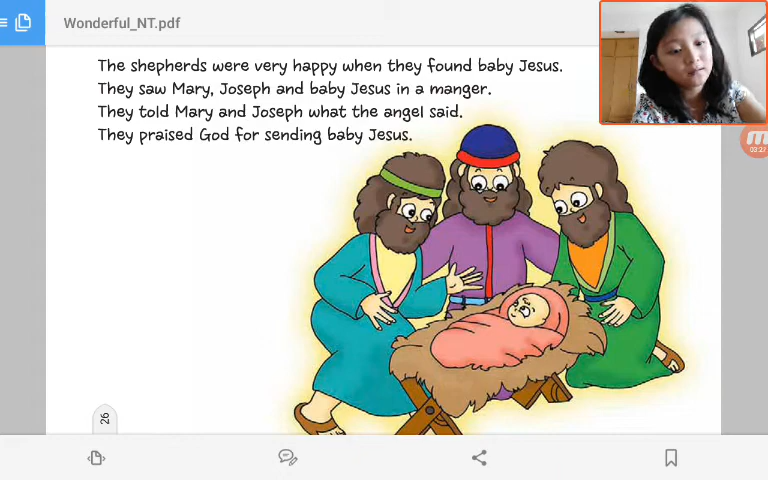 Wonderful_NT.pdf
The shepherds were very happy when they found baby Jesus.
They saw Mary, Joseph and baby Jesus in a manger.
They told Mary and Joseph what the angel said.
They praised God for sending baby Jesus.
26
M
03:27